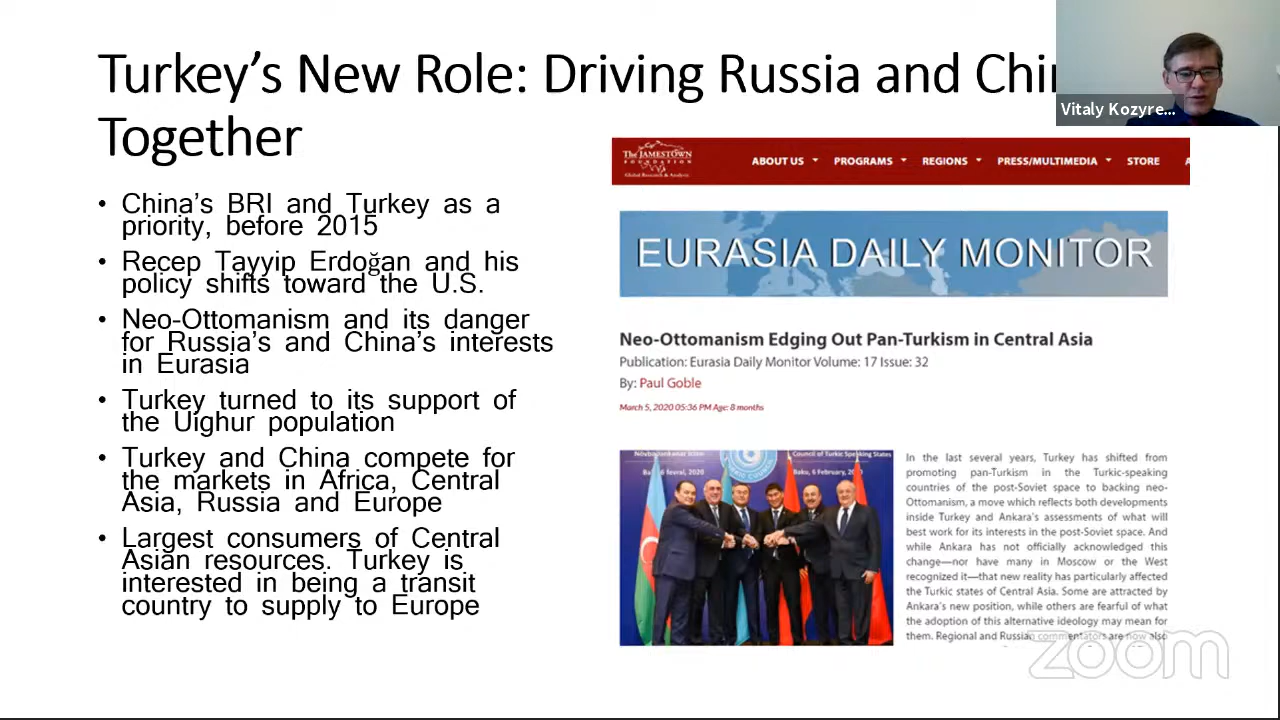 Turkey’s New Role: Driving Russia and Chin
Together
Vitaly Kozyre...
• China’s BRI and Turkey as a
priority, before 2015
• Recep Tayyip Erdoğan and his
policy shifts toward the U.S.
• Neo-Ottomanism and its danger
for Russia’s and China’s interests
in Eurasia
• Turkey turned to its support of
the Uighur population
• Turkey and China compete for
the markets in Africa, Central
Asia, Russia and Europe
• Largest consumers of Central
Asian resources. Turkey is
interested in being a transit
country to supply to Europe
The JAMESTOWN
FOUNDATION
Global Research & Analysis
ABOUT US PROGRAMS REGIONS PRESS/MULTIMEDIA STORE A
EURASIA DAILY MONITOR
Neo-Ottomanism Edging Out Pan-Turkism in Central Asia
Publication: Eurasia Daily Monitor Volume: 17 Issue: 32
By: Paul Goble
March 5, 2020 05:36 PM Age: 8 months
Council of Turkic Speaking States
2020 Baku, 6 February,
In the last several years, Turkey has shifted from
promoting pan-Turkism in the Turkic-speaking
countries of the post-Soviet space to backing neo-
Ottomanism, a move which reflects both developments
inside Turkey and Ankara’s assessments of what will
best work for its interests in the post-Soviet space. And
while Ankara has not officially acknowledged this
change—nor have many in Moscow or the West
recognized it—that new reality has particularly affected
the Turkic states of Central Asia. Some are attracted by
Ankara’s new position, while others are fearful of what
the adoption of this alternative ideology may mean for
them. Regional and Russian commentators are now also
zoom